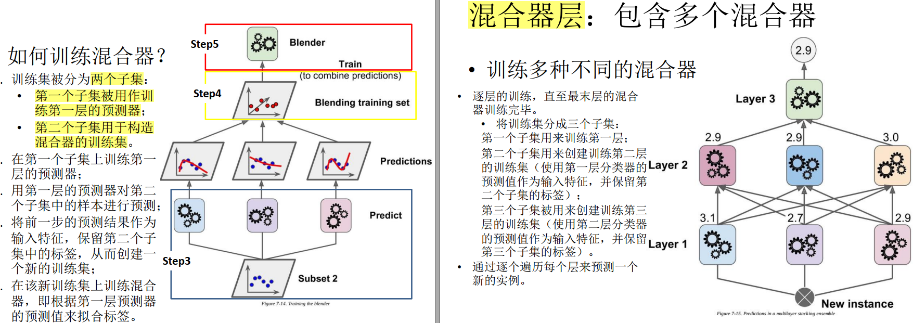 如何训练混合器？
. 训练集被分为两个子集：
• 第一个子集被用作训
练第一层的预测器；
• 第二个子集用于构造
混合器的训练集。
. 在第一个子集上训练第一
层的预测器；
. 用第一层的预测器对第二
个子集中的样本进行预测；
. 将前一步的预测结果作为
输入特征，保留第二个子
集中的标签，从而创建一
个新的训练集；
. 在该新训练集上训练混合
器，即根据第一层预测器
的预测值来拟合标签。
Step5
Blender
Train
(to combine predictions)
Step4
Blending training set
Predictions
Predict
Step3
Subset 2
Figure 7-14. Training the blender
混合器层：包含多个混合器
• 训练多种不同的混合器
• 逐层的训练，直至最末层的混合
器训练完毕。
• 将训练集分成三个子集：
第一个子集用来训练第一层；
第二个子集用来创建训练第二层
的训练集（使用第一层分类器的
预测值作为输入特征，并保留第
二个子集的标签）；
第三个子集被用来创建训练第三
层的训练集（使用第二层分类器
的预测值作为输入特征，并保留
第三个子集的标签）。
• 通过逐个遍历每个层来预测一个
新的实例。
2.9
Layer 3
2.9
2.9
3.0
Layer 2
3.1
2.7
2.9
Layer 1
New instance
Figure 7-15. Predictions in a multilayer stacking ensemble